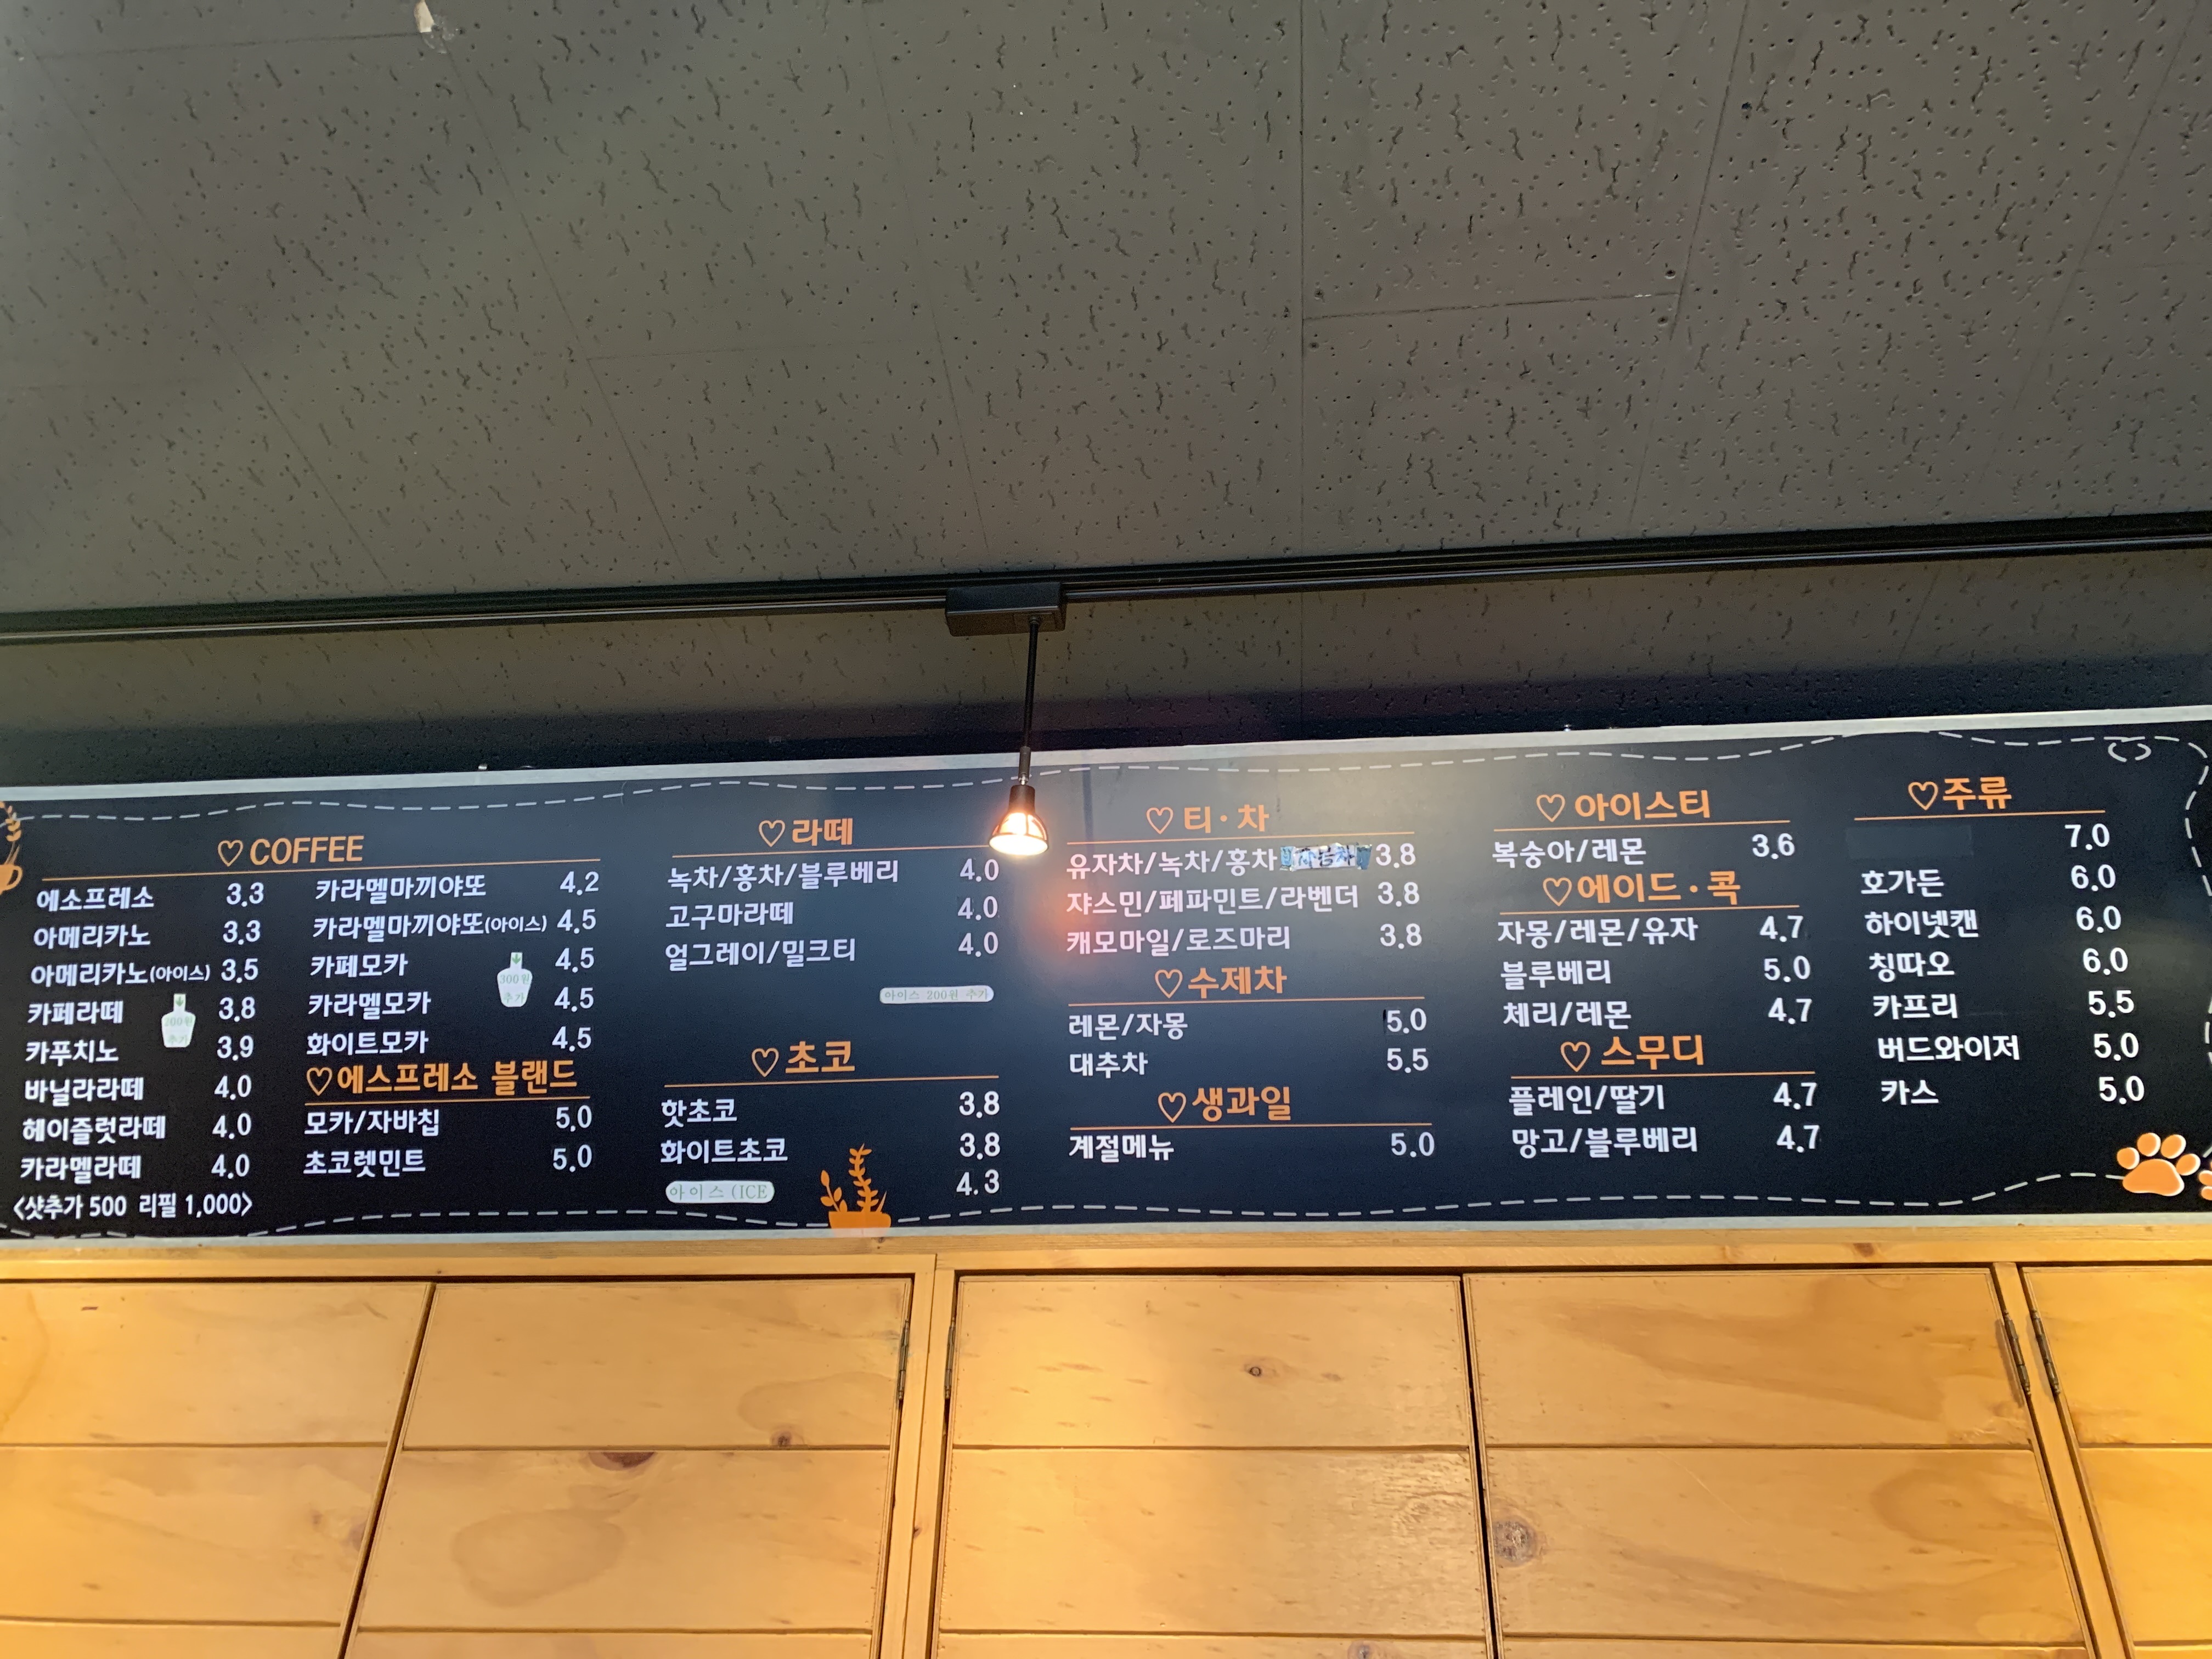 ♡ COFFEE
에소프레소 3.3
아메리카노 3.3
아메리카노(아이스) 3.5
카페라떼 3.8
200원
추가
카푸치노 3.9
바닐라라떼 4.0
헤이즐럿라떼 4.0
카라멜라떼 4.0
<샷추가 500 리필 1,000>
카라멜마끼야또 4.2
카라멜마끼야또(아이스) 4.5
카페모카 4.5
300원
추가
카라멜모카 4.5
화이트모카 4.5
♡에스프레소 블랜드
모카/자바칩 5.0
초코렛민트 5.0
♡ 라떼
녹차/홍차/블루베리 4.0
고구마라떼 4.0
얼그레이/밀크티 4.0
아이스 200원 추가
♡ 초코
핫초코 3.8
화이트초코 3.8
아이스 (ICE 4.3
♡ 티·차
유자차/녹차/홍차 3.8
쟈스민/페파민트/라벤더 3.8
캐모마일/로즈마리 3.8
♡수제차
레몬/자몽 5.0
대추차 5.5
♡생과일
계절메뉴 5.0
♡ 아이스티
복숭아/레몬 3.6
♡에이드·콕
자몽/레몬/유자 4.7
블루베리 5.0
체리/레몬 4.7
♡ 스무디
플레인/딸기 4.7
망고/블루베리 4.7
♡주류
7.0
호가든 6.0
하이넷캔 6.0
칭따오 6.0
카프리 5.5
버드와이저 5.0
카스 5.0